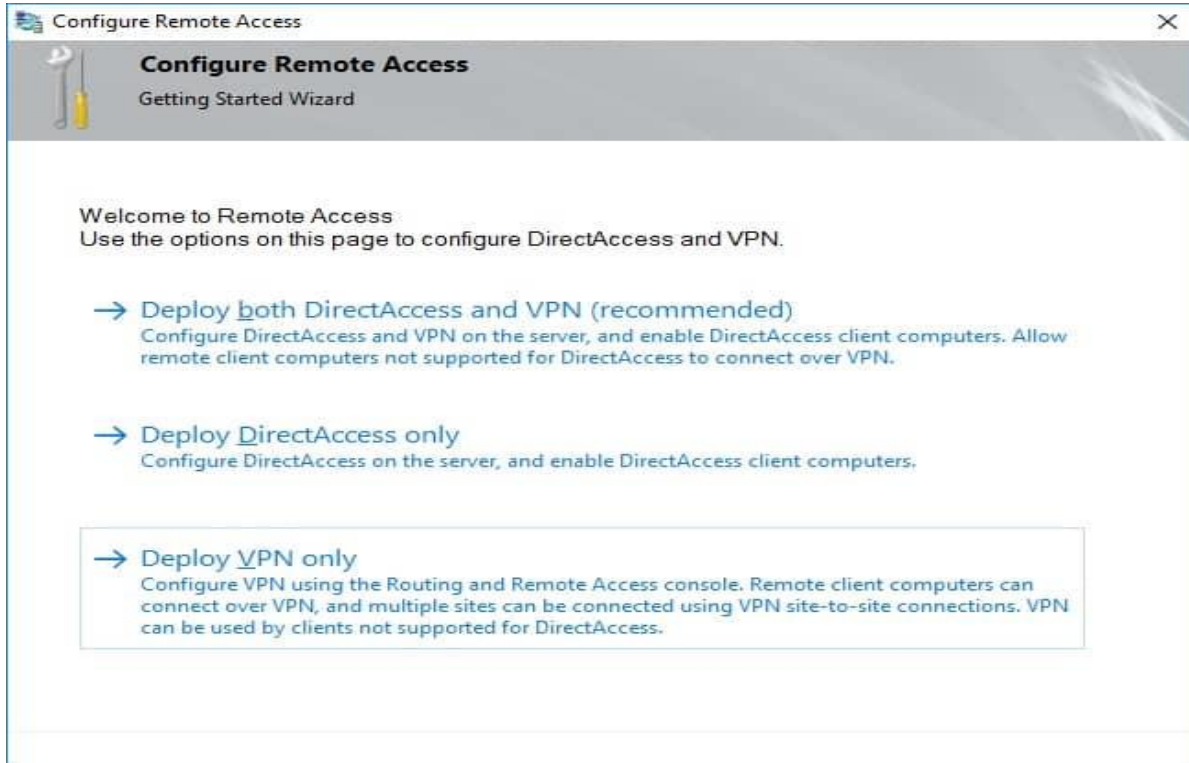 Configure Remote Access
Configure Remote Access
Getting Started Wizard
Welcome to Remote Access
Use the options on this page to configure DirectAccess and VPN.
Deploy both DirectAccess and VPN (recommended)
Configure DirectAccess and VPN on the server, and enable DirectAccess client computers. Allow
remote client computers not supported for DirectAccess to connect over VPN.
Deploy DirectAccess only
Configure DirectAccess on the server, and enable DirectAccess client computers.
Deploy VPN only
Configure VPN using the Routing and Remote Access console. Remote client computers can
connect over VPN, and multiple sites can be connected using VPN site-to-site connections. VPN
can be used by clients not supported for DirectAccess.